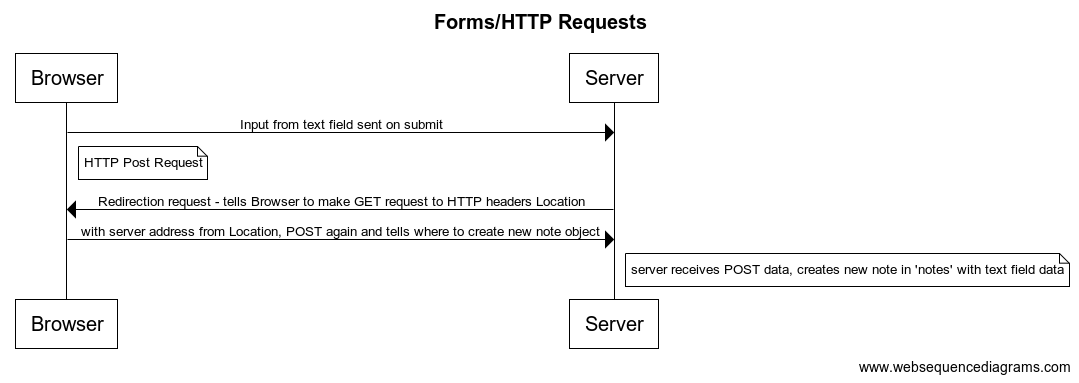 Forms/HTTP Requests
Browser
Server
Input from text field sent on submit
HTTP Post Request
Redirection request - tells Browser to make GET request to HTTP headers Location
with server address from Location, POST again and tells where to create new note object
server receives POST data, creates new note in 'notes' with text field data
Browser
Server
www.websequencediagrams.com